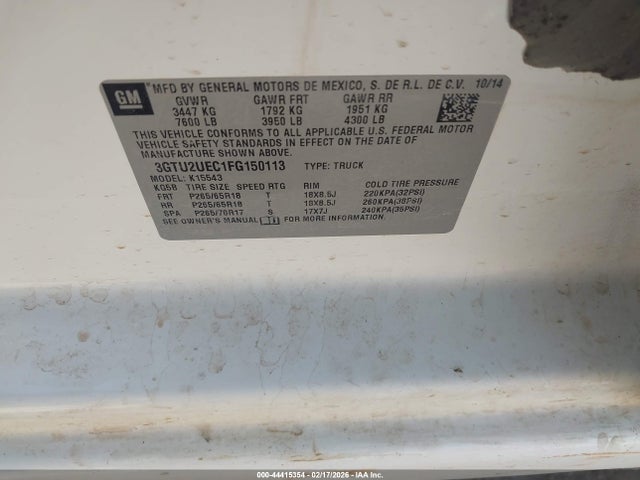 GM
MFD BY GENERAL MOTORS DE MEXICO, S. DE R.L. DE C.V. 10/14
GVWR GAWR FRT GAWR RR
3447 KG 1792 KG 1951 KG
7600 LB 3950 LB 4300 LB
THIS VEHICLE CONFORMS TO ALL APPLICABLE U.S. FEDERAL MOTOR
VEHICLE SAFETY STANDARDS IN EFFECT ON THE DATE OF
MANUFACTURE SHOWN ABOVE.
3GTU2UEC1FG150113 TYPE: TRUCK
MODEL: K15543
KG5B TIRE SIZE SPEED RTG RIM COLD TIRE PRESSURE
FRT P265/65R18 T 18X8.5J 220KPA(32PSI)
RR P265/65R18 T 18X8.5J 260KPA(38PSI)
SPA P265/70R17 S 17X7J 240KPA(35PSI)
SEE OWNER'S MANUAL FOR MORE INFORMATION.
000-44415354 - 02/17/2026 - IAAI.COM